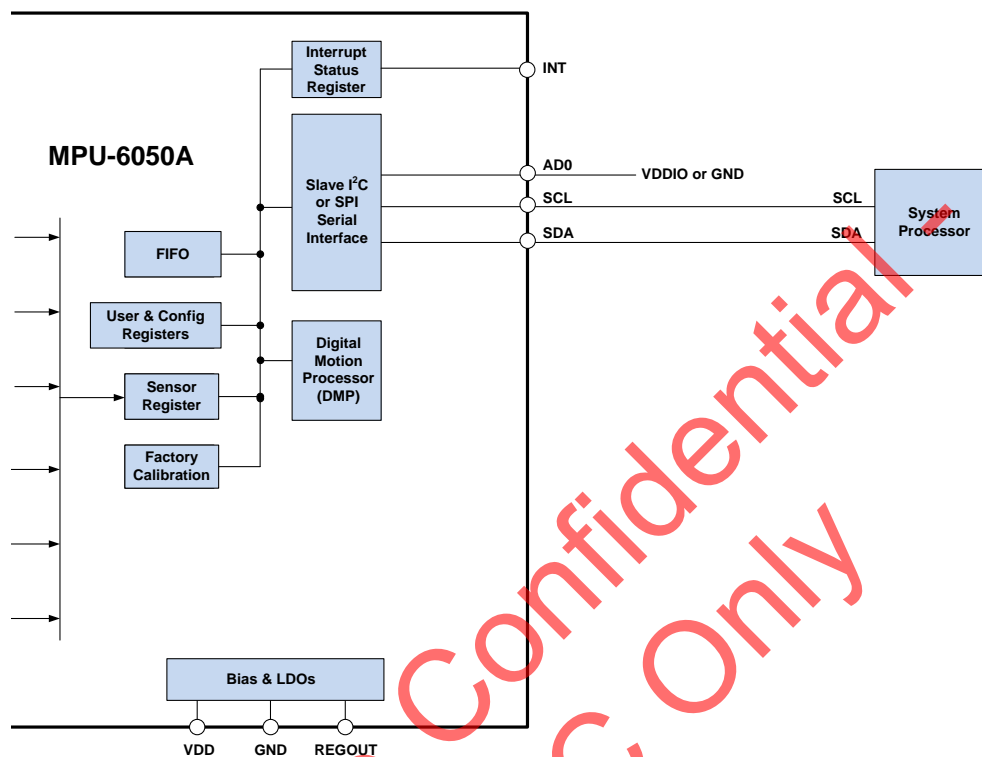 Interrupt
Status
Register
INT
MPU-6050A
Slave I²C
or SPI
Serial
Interface
AD0
VDDIO or GND
SCL
SCL
SDA
SDA
System
Processor
FIFO
User & Config
Registers
Digital
Motion
Processor
(DMP)
Sensor
Register
Factory
Calibration
Bias & LDOs
VDD
GND
REGOUT
Confidential -
Only